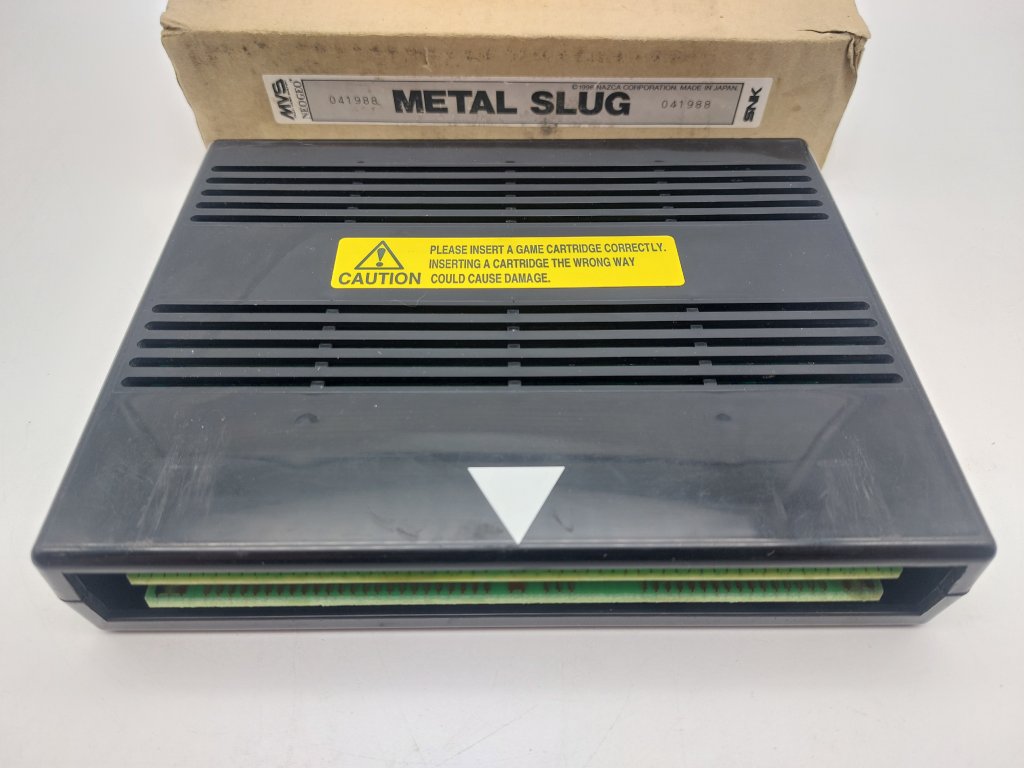 MVS
NEOGEO
041988
METAL SLUG
© 1996 NAZCA CORPORATION. MADE IN JAPAN.
041988
SNK
PLEASE INSERT A GAME CARTRIDGE CORRECTLY.
INSERTING A CARTRIDGE THE WRONG WAY
COULD CAUSE DAMAGE.
CAUTION